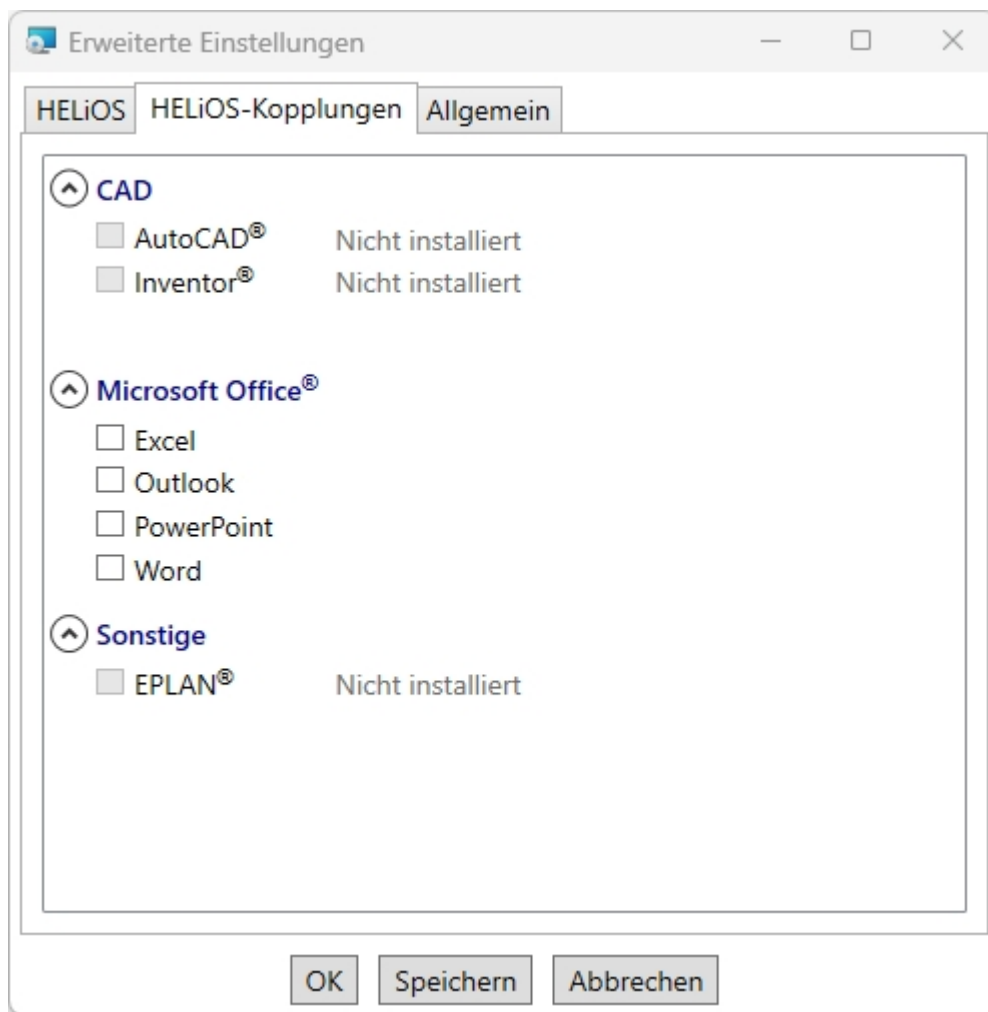 Erweiterte Einstellungen
HELiOS HELiOS-Kopplungen Allgemein
CAD
AutoCAD® Nicht installiert
Inventor® Nicht installiert
Microsoft Office®
Excel
Outlook
PowerPoint
Word
Sonstige
EPLAN® Nicht installiert
OK Speichern Abbrechen